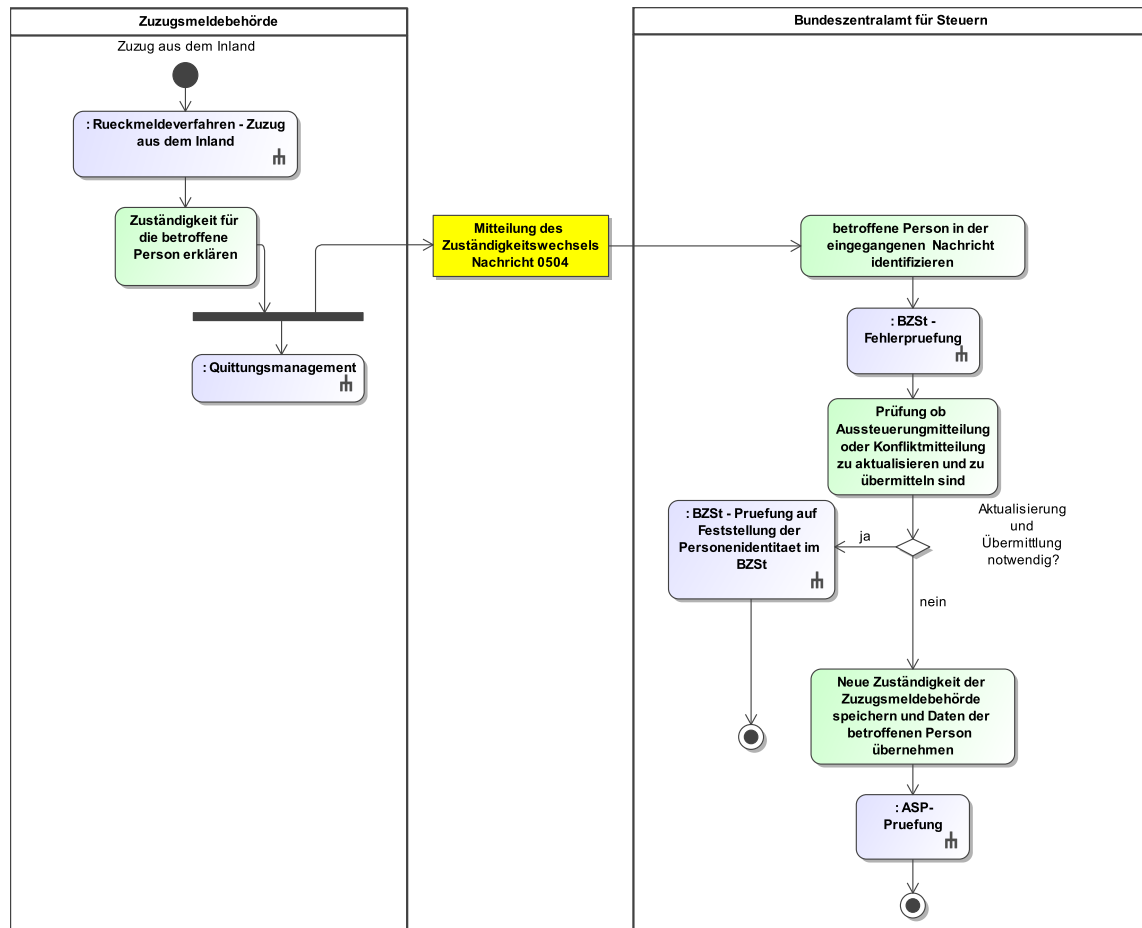 Zuzugsmeldebehörde
Zuzug aus dem Inland
: Rueckmeldeverfahren - Zuzug
aus dem Inland
Zuständigkeit für
die betroffene
Person erklären
: Quittungsmanagement
Mitteilung des
Zuständigkeitswechsels
Nachricht 0504
Bundeszentralamt für Steuern
betroffene Person in der
eingegangenen Nachricht
identifizieren
: BZSt -
Fehlerpruefung
Prüfung ob
Aussteuerungmitteilung
oder Konfliktmitteilung
zu aktualisieren und zu
übermitteln sind
Aktualisierung
und
Übermittlung
notwendig?
ja
: BZSt - Pruefung auf
Feststellung der
Personenidentitaet im
BZSt
nein
Neue Zuständigkeit der
Zuzugsmeldebehörde
speichern und Daten der
betroffenen Person
übernehmen
: ASP-
Pruefung